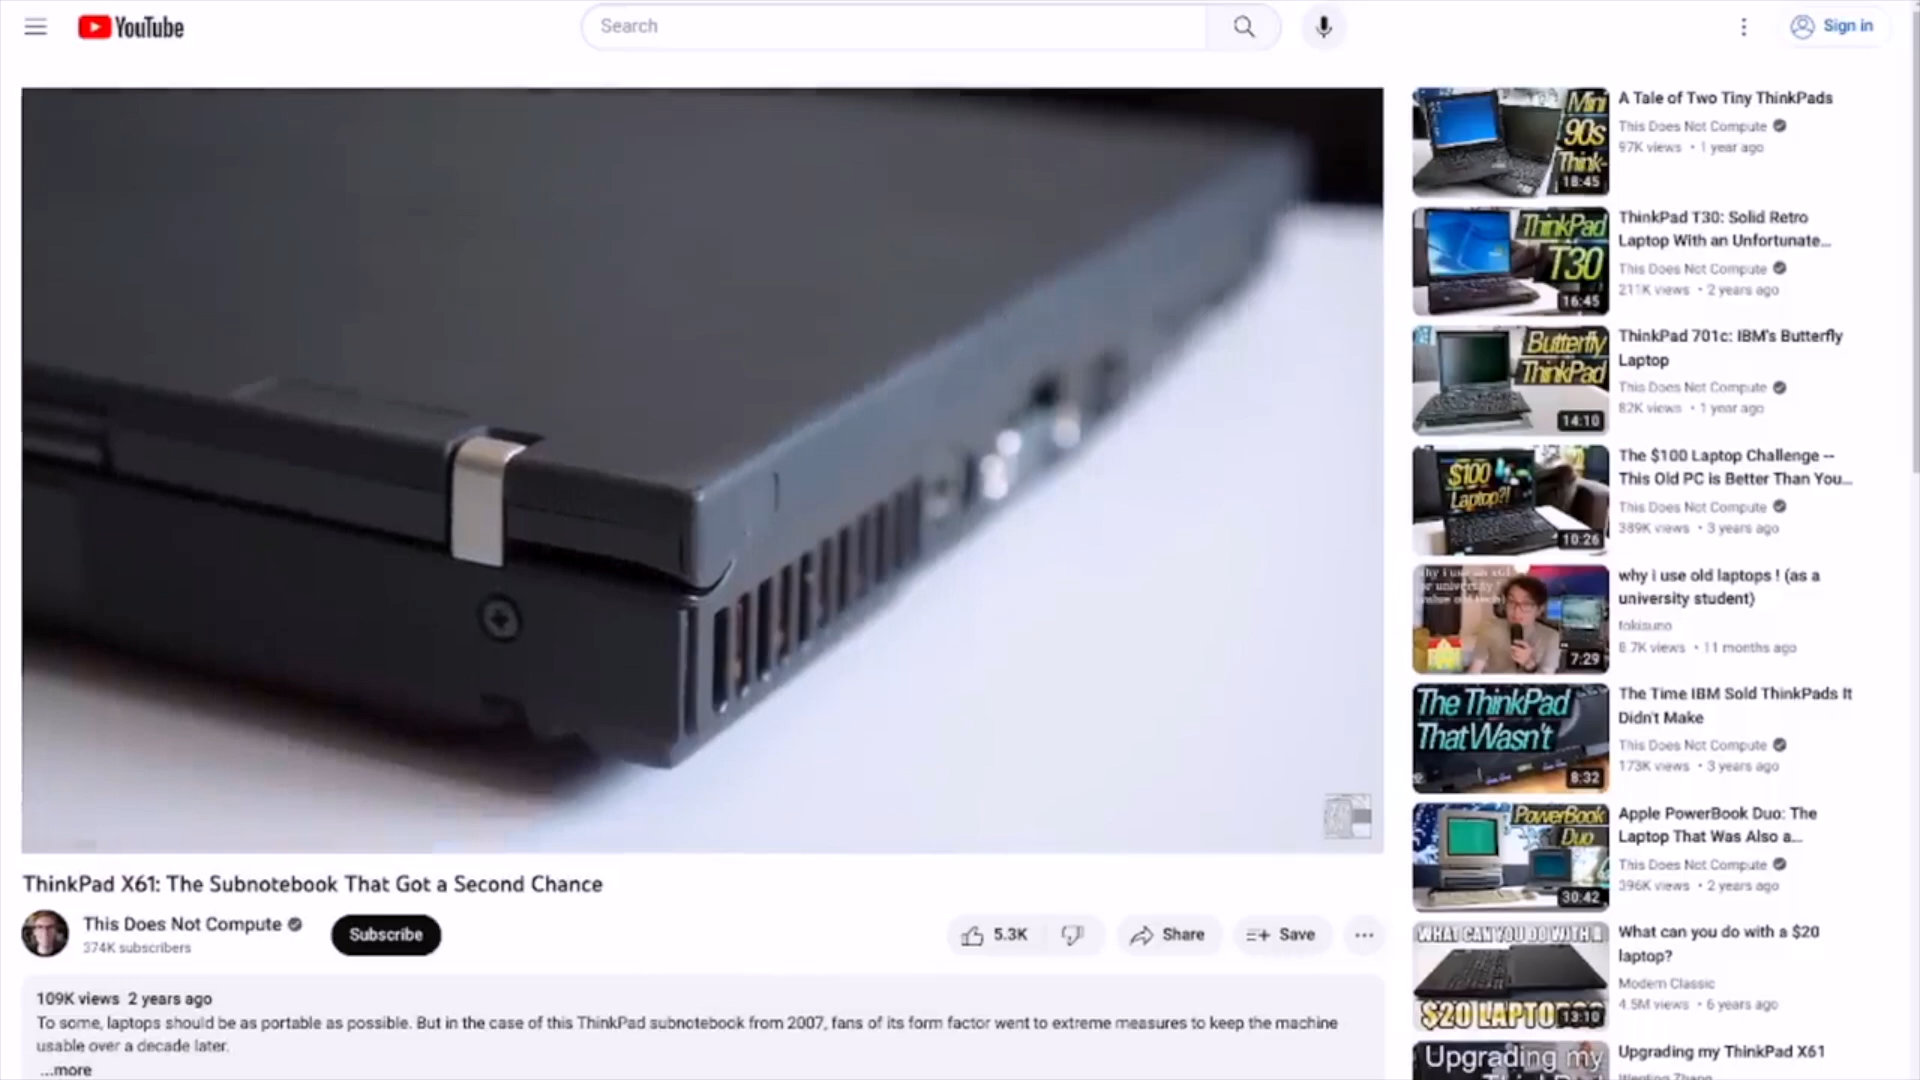 YouTube
Search
Sign in
ThinkPad X61: The Subnotebook That Got a Second Chance
This Does Not Compute
374K subscribers
Subscribe
5.3K
Share
Save
109K views 2 years ago
To some, laptops should be as portable as possible. But in the case of this ThinkPad subnotebook from 2007, fans of its form factor went to extreme measures to keep the machine
usable over a decade later.
...more
Mini
90s
Think-
18:45
A Tale of Two Tiny ThinkPads
This Does Not Compute
97K views • 1 year ago
ThinkPad
T30
16:45
ThinkPad T30: Solid Retro
Laptop With an Unfortunate...
This Does Not Compute
211K views • 2 years ago
Butterfly
ThinkPad
14:10
ThinkPad 701c: IBM's Butterfly
Laptop
This Does Not Compute
82K views • 1 year ago
$100
Laptop?!
10:26
The $100 Laptop Challenge --
This Old PC is Better Than You...
This Does Not Compute
389K views • 3 years ago
7:29
why i use old laptops ! (as a
university student)
tokisuno
8.7K views • 11 months ago
The ThinkPad
That Wasn't
8:32
The Time IBM Sold ThinkPads It
Didn't Make
This Does Not Compute
173K views • 3 years ago
PowerBook
Duo
30:42
Apple PowerBook Duo: The
Laptop That Was Also a...
This Does Not Compute
396K views • 2 years ago
WHAT CAN YOU DO WITH A
$20 LAPTO
13:10
What can you do with a $20
laptop?
Modern Classic
4.5M views • 6 years ago
Upgrading my
Upgrading my ThinkPad X61